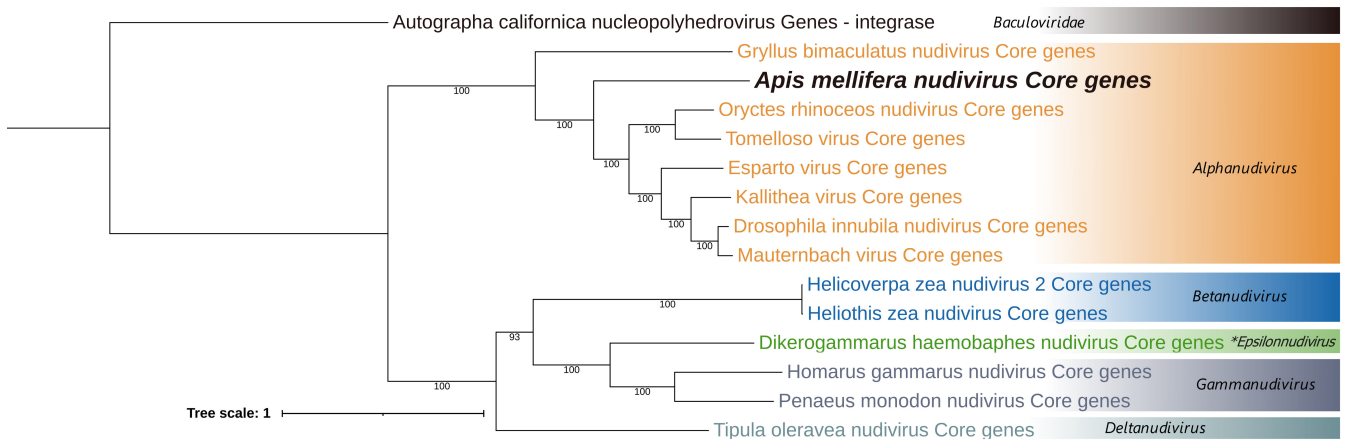 Autographa californica nucleopolyhedrovirus Genes - integrase Baculoviridae
Gryllus bimaculatus nudivirus Core genes
Apis mellifera nudivirus Core genes
100
Oryctes rhinoceos nudivirus Core genes
100
100
Tomelloso virus Core genes
100
Esparto virus Core genes Alphanudivirus
100
Kallithea virus Core genes
100
Drosophila innubila nudivirus Core genes
100
Mauternbach virus Core genes
Helicoverpa zea nudivirus 2 Core genes
Betanudivirus
100
Heliothis zea nudivirus Core genes
93
Dikerogammarus haemobaphes nudivirus Core genes *Epsilonnudivirus
100
Homarus gammarus nudivirus Core genes
Gammanudivirus
100
100
Penaeus monodon nudivirus Core genes
Tree scale: 1
Tipula oleravea nudivirus Core genes Deltanudivirus